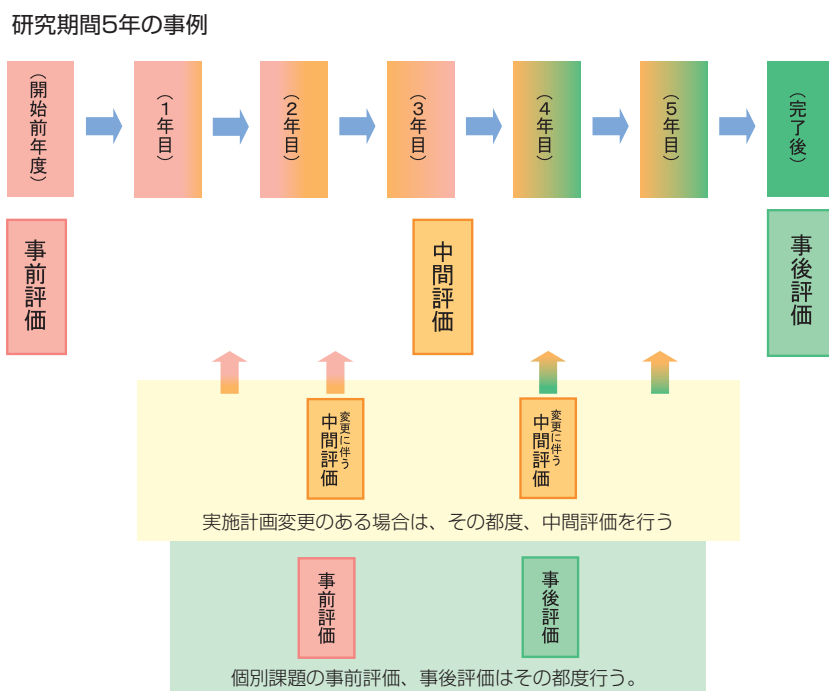 研究期間5年の事例
（開始前年度）
（1年目）
（2年目）
（3年目）
（4年目）
（5年目）
（完了後）
事前評価
中間評価
事後評価
変更に伴う
中間評価
変更に伴う
中間評価
実施計画変更のある場合は、その都度、中間評価を行う
事前評価
事後評価
個別課題の事前評価、事後評価はその都度行う。